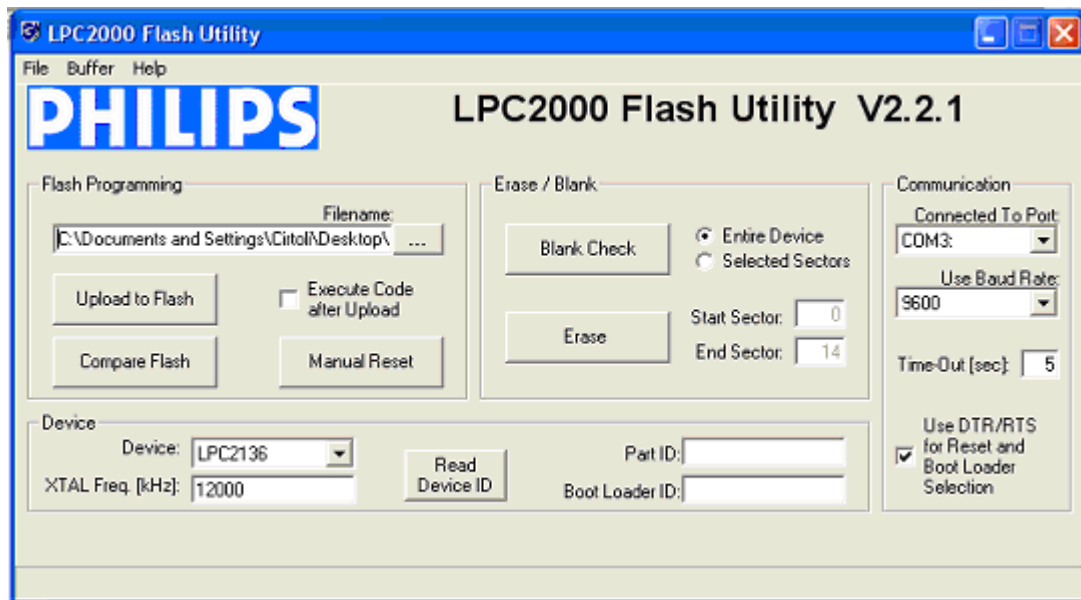 LPC2000 Flash Utility
File Buffer Help
PHILIPS
LPC2000 Flash Utility V2.2.1
Flash Programming
Filename:
C:\Documents and Settings\Ciitoli\Desktop\
...
Upload to Flash
Execute Code
after Upload
Compare Flash
Manual Reset
Erase / Blank
Blank Check
Entire Device
Selected Sectors
Erase
Start Sector: 0
End Sector: 14
Communication
Connected To Port:
COM3:
Use Baud Rate:
9600
Time-Out [sec]: 5
Use DTR/RTS
for Reset and
Boot Loader
Selection
Device
Device: LPC2136
XTAL Freq. [kHz]: 12000
Read
Device ID
Part ID:
Boot Loader ID: